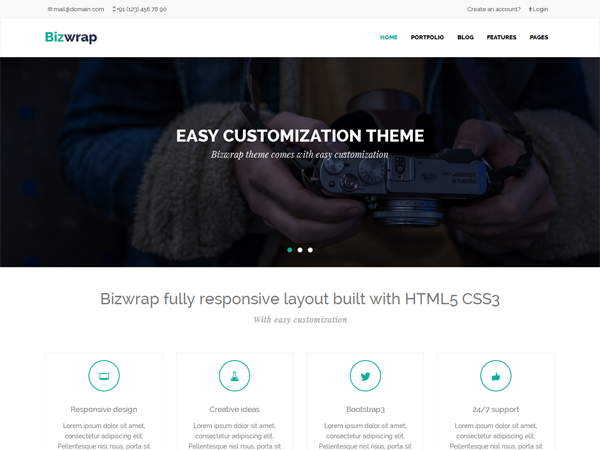 mail@domain.com +91 (123) 456 78 90 Create an account? Login
Bizwrap HOME PORTFOLIO BLOG FEATURES PAGES
EASY CUSTOMIZATION THEME
Bizwrap theme comes with easy customization
Bizwrap fully responsive layout built with HTML5 CSS3
With easy customization
Responsive design Creative ideas Bootstrap3 24/7 support
Lorem ipsum dolor sit amet, Lorem ipsum dolor sit amet, Lorem ipsum dolor sit amet, Lorem ipsum dolor sit amet,
consectetur adipiscing elit. consectetur adipiscing elit. consectetur adipiscing elit. consectetur adipiscing elit.
Pellentesque nisl risus, porta sit Pellentesque nisl risus, porta sit Pellentesque nisl risus, porta sit Pellentesque nisl risus, porta sit